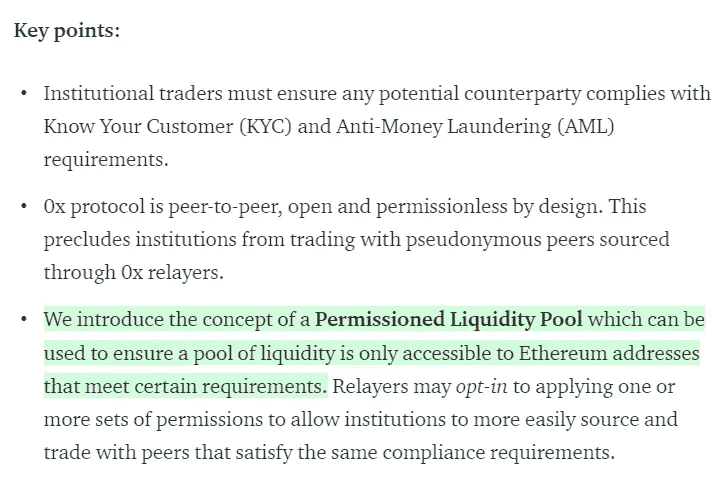 Key points:
• Institutional traders must ensure any potential counterparty complies with
Know Your Customer (KYC) and Anti-Money Laundering (AML)
requirements.
• 0x protocol is peer-to-peer, open and permissionless by design. This
precludes institutions from trading with pseudonymous peers sourced
through 0x relayers.
• We introduce the concept of a Permissioned Liquidity Pool which can be
used to ensure a pool of liquidity is only accessible to Ethereum addresses
that meet certain requirements. Relayers may opt-in to applying one or
more sets of permissions to allow institutions to more easily source and
trade with peers that satisfy the same compliance requirements.